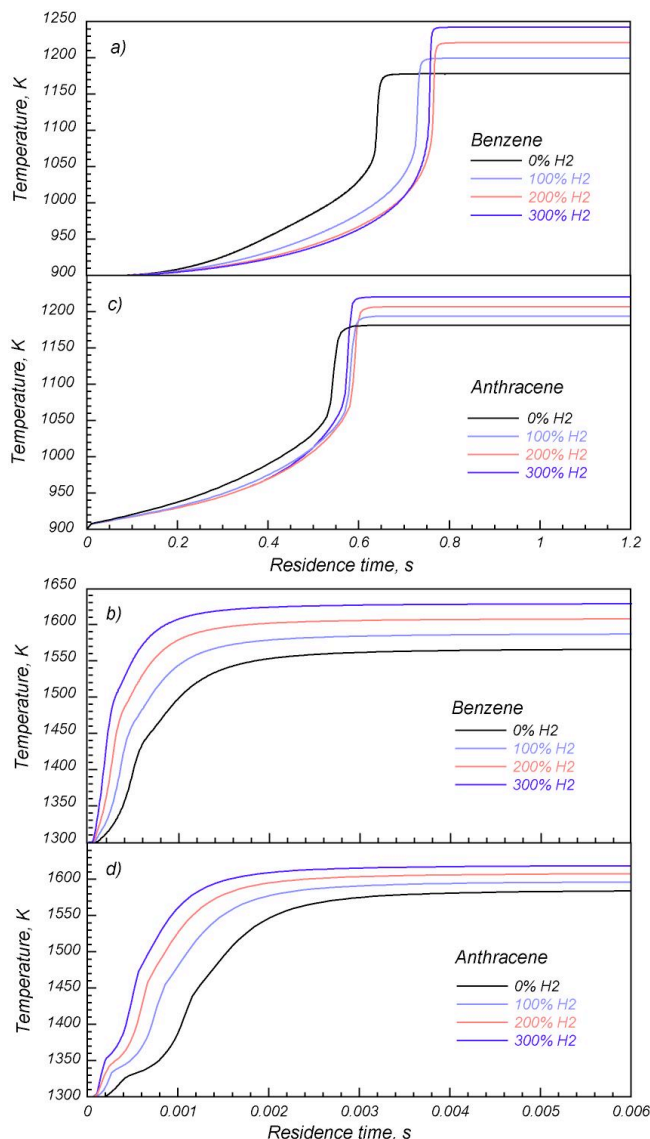 a)
Temperature, K
1250
1200
1150
1100
1050
1000
950
900
Benzene
0% H2
100% H2
200% H2
300% H2
c)
Temperature, K
1200
1150
1100
1050
1000
950
900
Anthracene
0% H2
100% H2
200% H2
300% H2
0 0.2 0.4 0.6 0.8 1 1.2
Residence time, s
b)
Temperature, K
1650
1600
1550
1500
1450
1400
1350
1300
Benzene
0% H2
100% H2
200% H2
300% H2
d)
Temperature, K
1600
1550
1500
1450
1400
1350
1300
Anthracene
0% H2
100% H2
200% H2
300% H2
0 0.001 0.002 0.003 0.004 0.005 0.006
Residence time, s